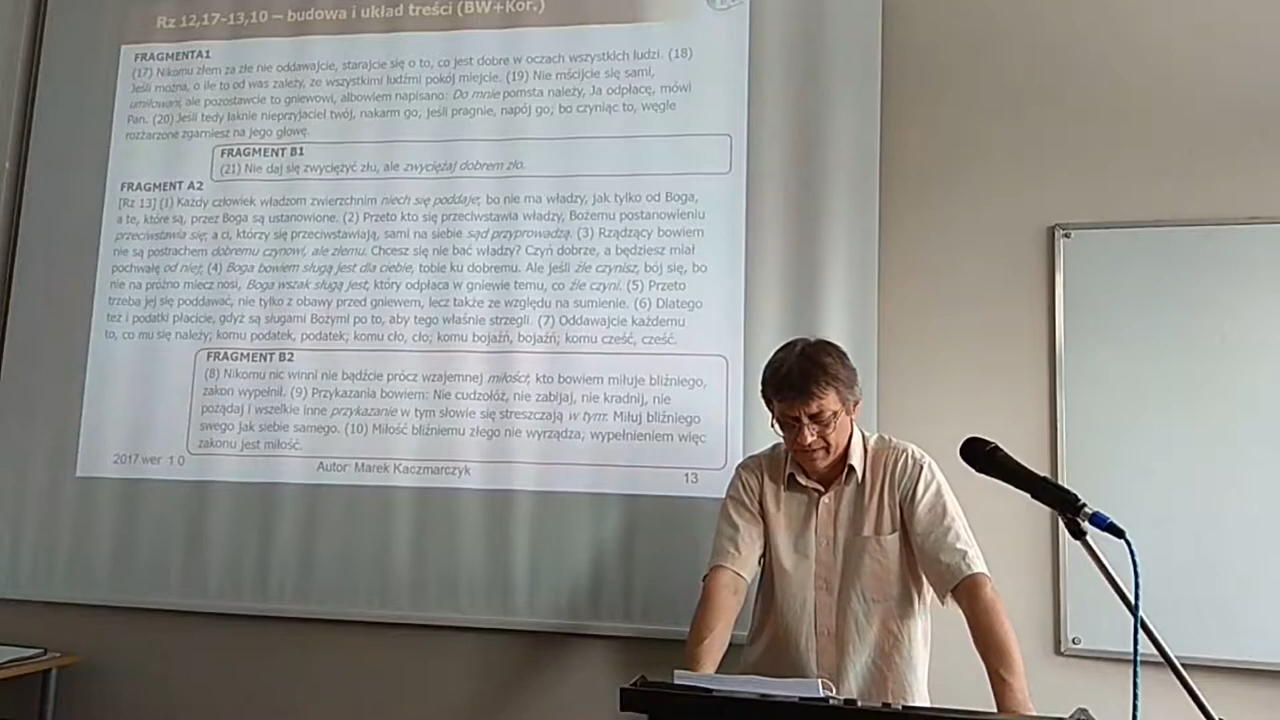 Rz 12,17-13,10 – budowa i układ treści (BW+Kor.)
FRAGMENTA1
(17) Nikomu złem za złe nie oddawajcie, starajcie się o to, co jest dobre w oczach wszystkich ludzi. (18)
Jeśli można, o ile to od was zależy, ze wszystkimi ludźmi pokój miejcie. (19) Nie mścijcie się sami,
umiłowani, ale pozostawcie to gniewowi, albowiem napisano: Do mnie pomsta należy, Ja odpłacę, mówi
Pan. (20) Jeśli tedy łaknie nieprzyjaciel twój, nakarm go; jeśli pragnie, napój go; bo czyniąc to, węgle
rozżarzone zgarniesz na jego głowę.
FRAGMENT B1
(21) Nie daj się zwyciężyć złu, ale zwyciężaj dobrem zło.
FRAGMENT A2
[Rz 13] (1) Każdy człowiek władzom zwierzchnim niech się poddaje; bo nie ma władzy, jak tylko od Boga,
a te, które są, przez Boga są ustanowione. (2) Przeto kto się przeciwstawia władzy, Bożemu postanowieniu
przeciwstawia się; a ci, którzy się przeciwstawiają, sami na siebie sąd przyprowadzą. (3) Rządzący bowiem
nie są postrachem dobremu czynowi, ale złemu. Chcesz się nie bać władzy? Czyń dobrze, a będziesz miał
pochwałę od niej; (4) Boga bowiem sługą jest dla ciebie, tobie ku dobremu. Ale jeśli źle czynisz, bój się, bo
nie na próżno miecz nosi, Boga wszak sługą jest, który odpłaca w gniewie temu, co źle czyni. (5) Przeto
trzeba jej się poddawać, nie tylko z obawy przed gniewem, lecz także ze względu na sumienie. (6) Dlatego
też i podatki płacicie, gdyż są sługami Bożymi po to, aby tego właśnie strzegli. (7) Oddawajcie każdemu
to, co mu się należy; komu podatek, podatek; komu cło, cło; komu bojaźń, bojaźń; komu cześć, cześć.
FRAGMENT B2
(8) Nikomu nic winni nie bądźcie prócz wzajemnej miłości; kto bowiem miłuje bliźniego,
zakon wypełnił. (9) Przykazania bowiem: Nie cudzołóż, nie zabijaj, nie kradnij, nie
pożądaj i wszelkie inne przykazanie w tym słowie się streszczają w tym: Miłuj bliźniego
swego jak siebie samego. (10) Miłość bliźniemu złego nie wyrządza; wypełnieniem więc
zakonu jest miłość.
2017.wer 1 0
Autor: Marek Kaczmarczyk
13